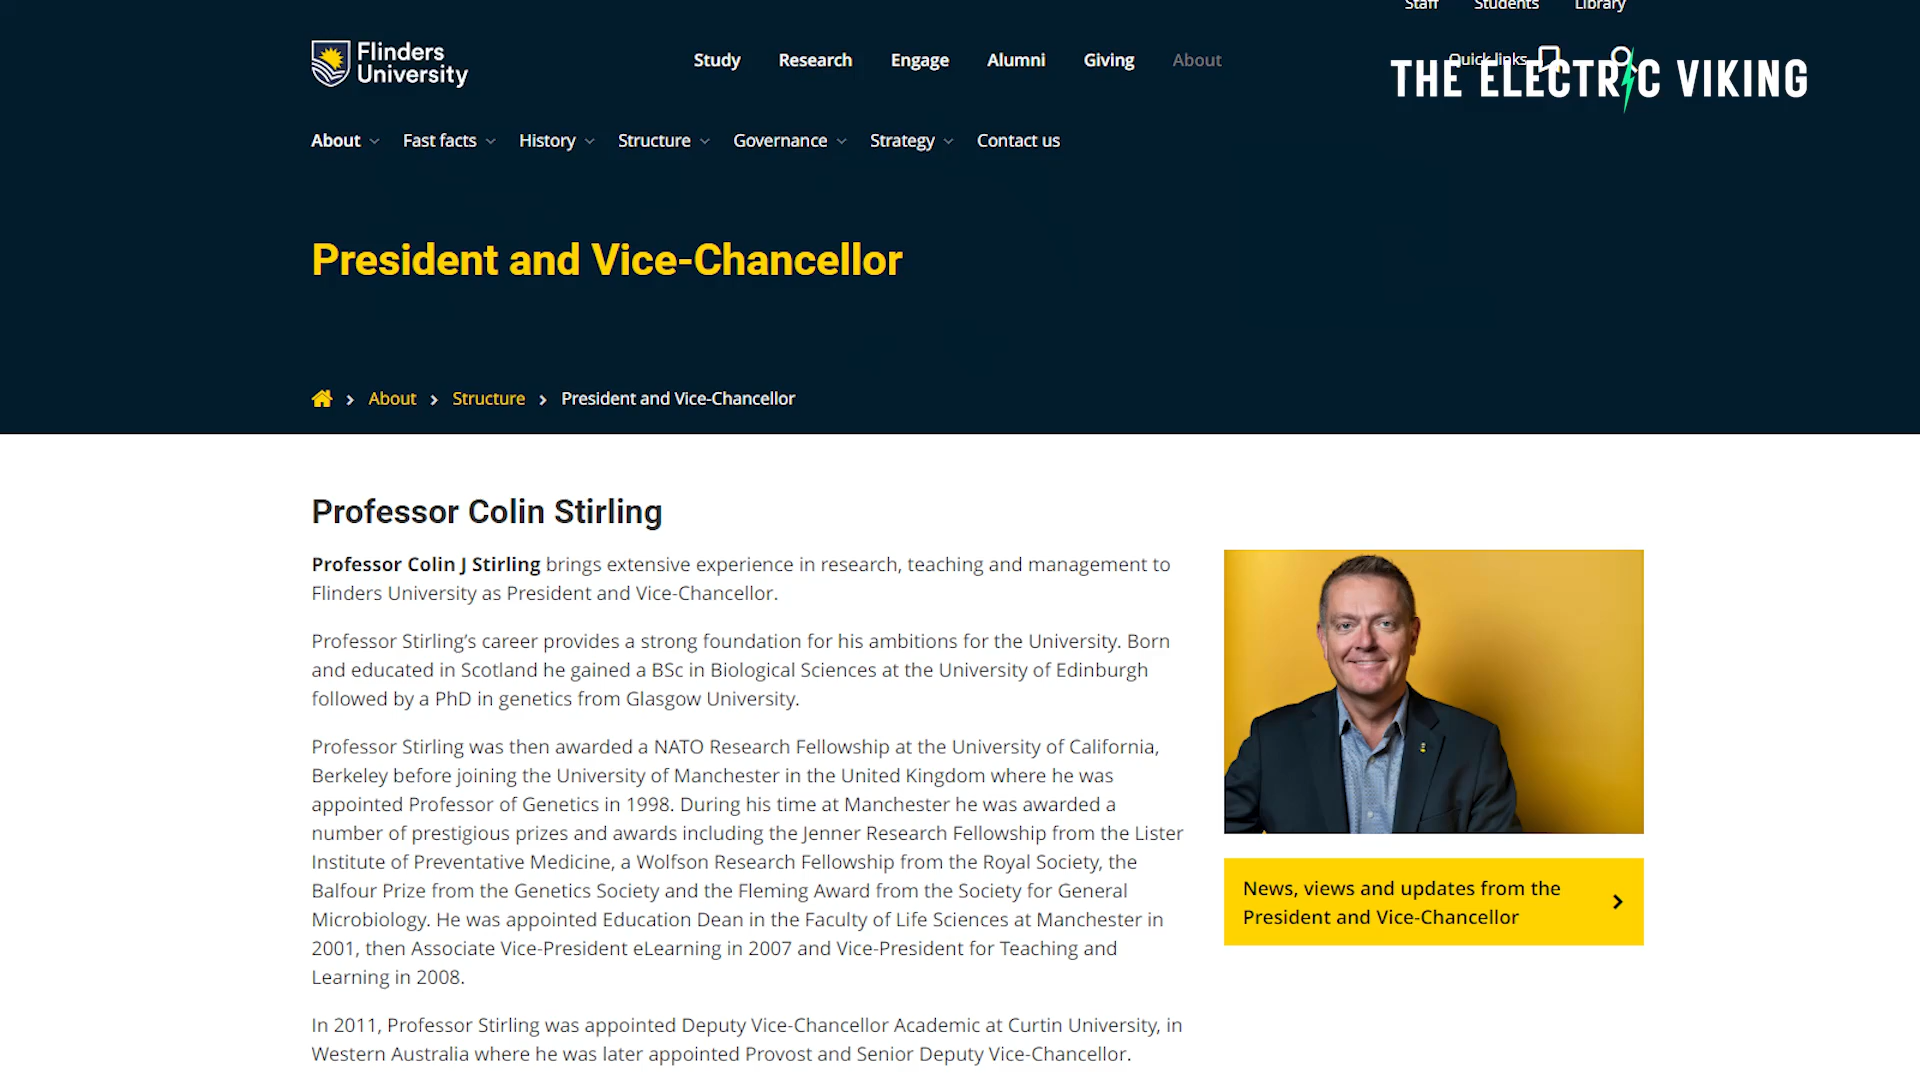 Staff Students Library
Flinders
University
Study Research Engage Alumni Giving About
Quick links
THE ELECTRIC VIKING
About Fast facts History Structure Governance Strategy Contact us
President and Vice-Chancellor
About Structure President and Vice-Chancellor
Professor Colin Stirling
Professor Colin J Stirling brings extensive experience in research, teaching and management to
Flinders University as President and Vice-Chancellor.
Professor Stirling’s career provides a strong foundation for his ambitions for the University. Born
and educated in Scotland he gained a BSc in Biological Sciences at the University of Edinburgh
followed by a PhD in genetics from Glasgow University.
Professor Stirling was then awarded a NATO Research Fellowship at the University of California,
Berkeley before joining the University of Manchester in the United Kingdom where he was
appointed Professor of Genetics in 1998. During his time at Manchester he was awarded a
number of prestigious prizes and awards including the Jenner Research Fellowship from the Lister
Institute of Preventative Medicine, a Wolfson Research Fellowship from the Royal Society, the
Balfour Prize from the Genetics Society and the Fleming Award from the Society for General
Microbiology. He was appointed Education Dean in the Faculty of Life Sciences at Manchester in
2001, then Associate Vice-President eLearning in 2007 and Vice-President for Teaching and
Learning in 2008.
In 2011, Professor Stirling was appointed Deputy Vice-Chancellor Academic at Curtin University, in
Western Australia where he was later appointed Provost and Senior Deputy Vice-Chancellor.
News, views and updates from the
President and Vice-Chancellor